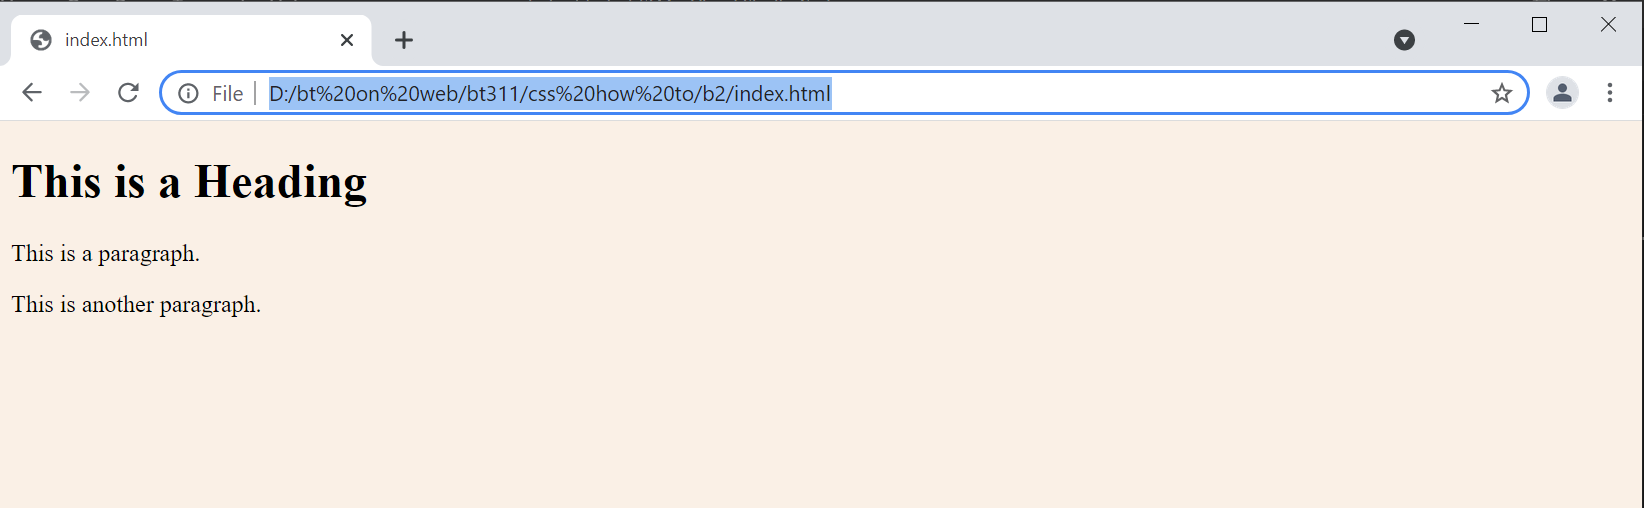 index.html
File D:/bt%20on%20web/bt311/css%20how%20to/b2/index.html
This is a Heading
This is a paragraph.
This is another paragraph.